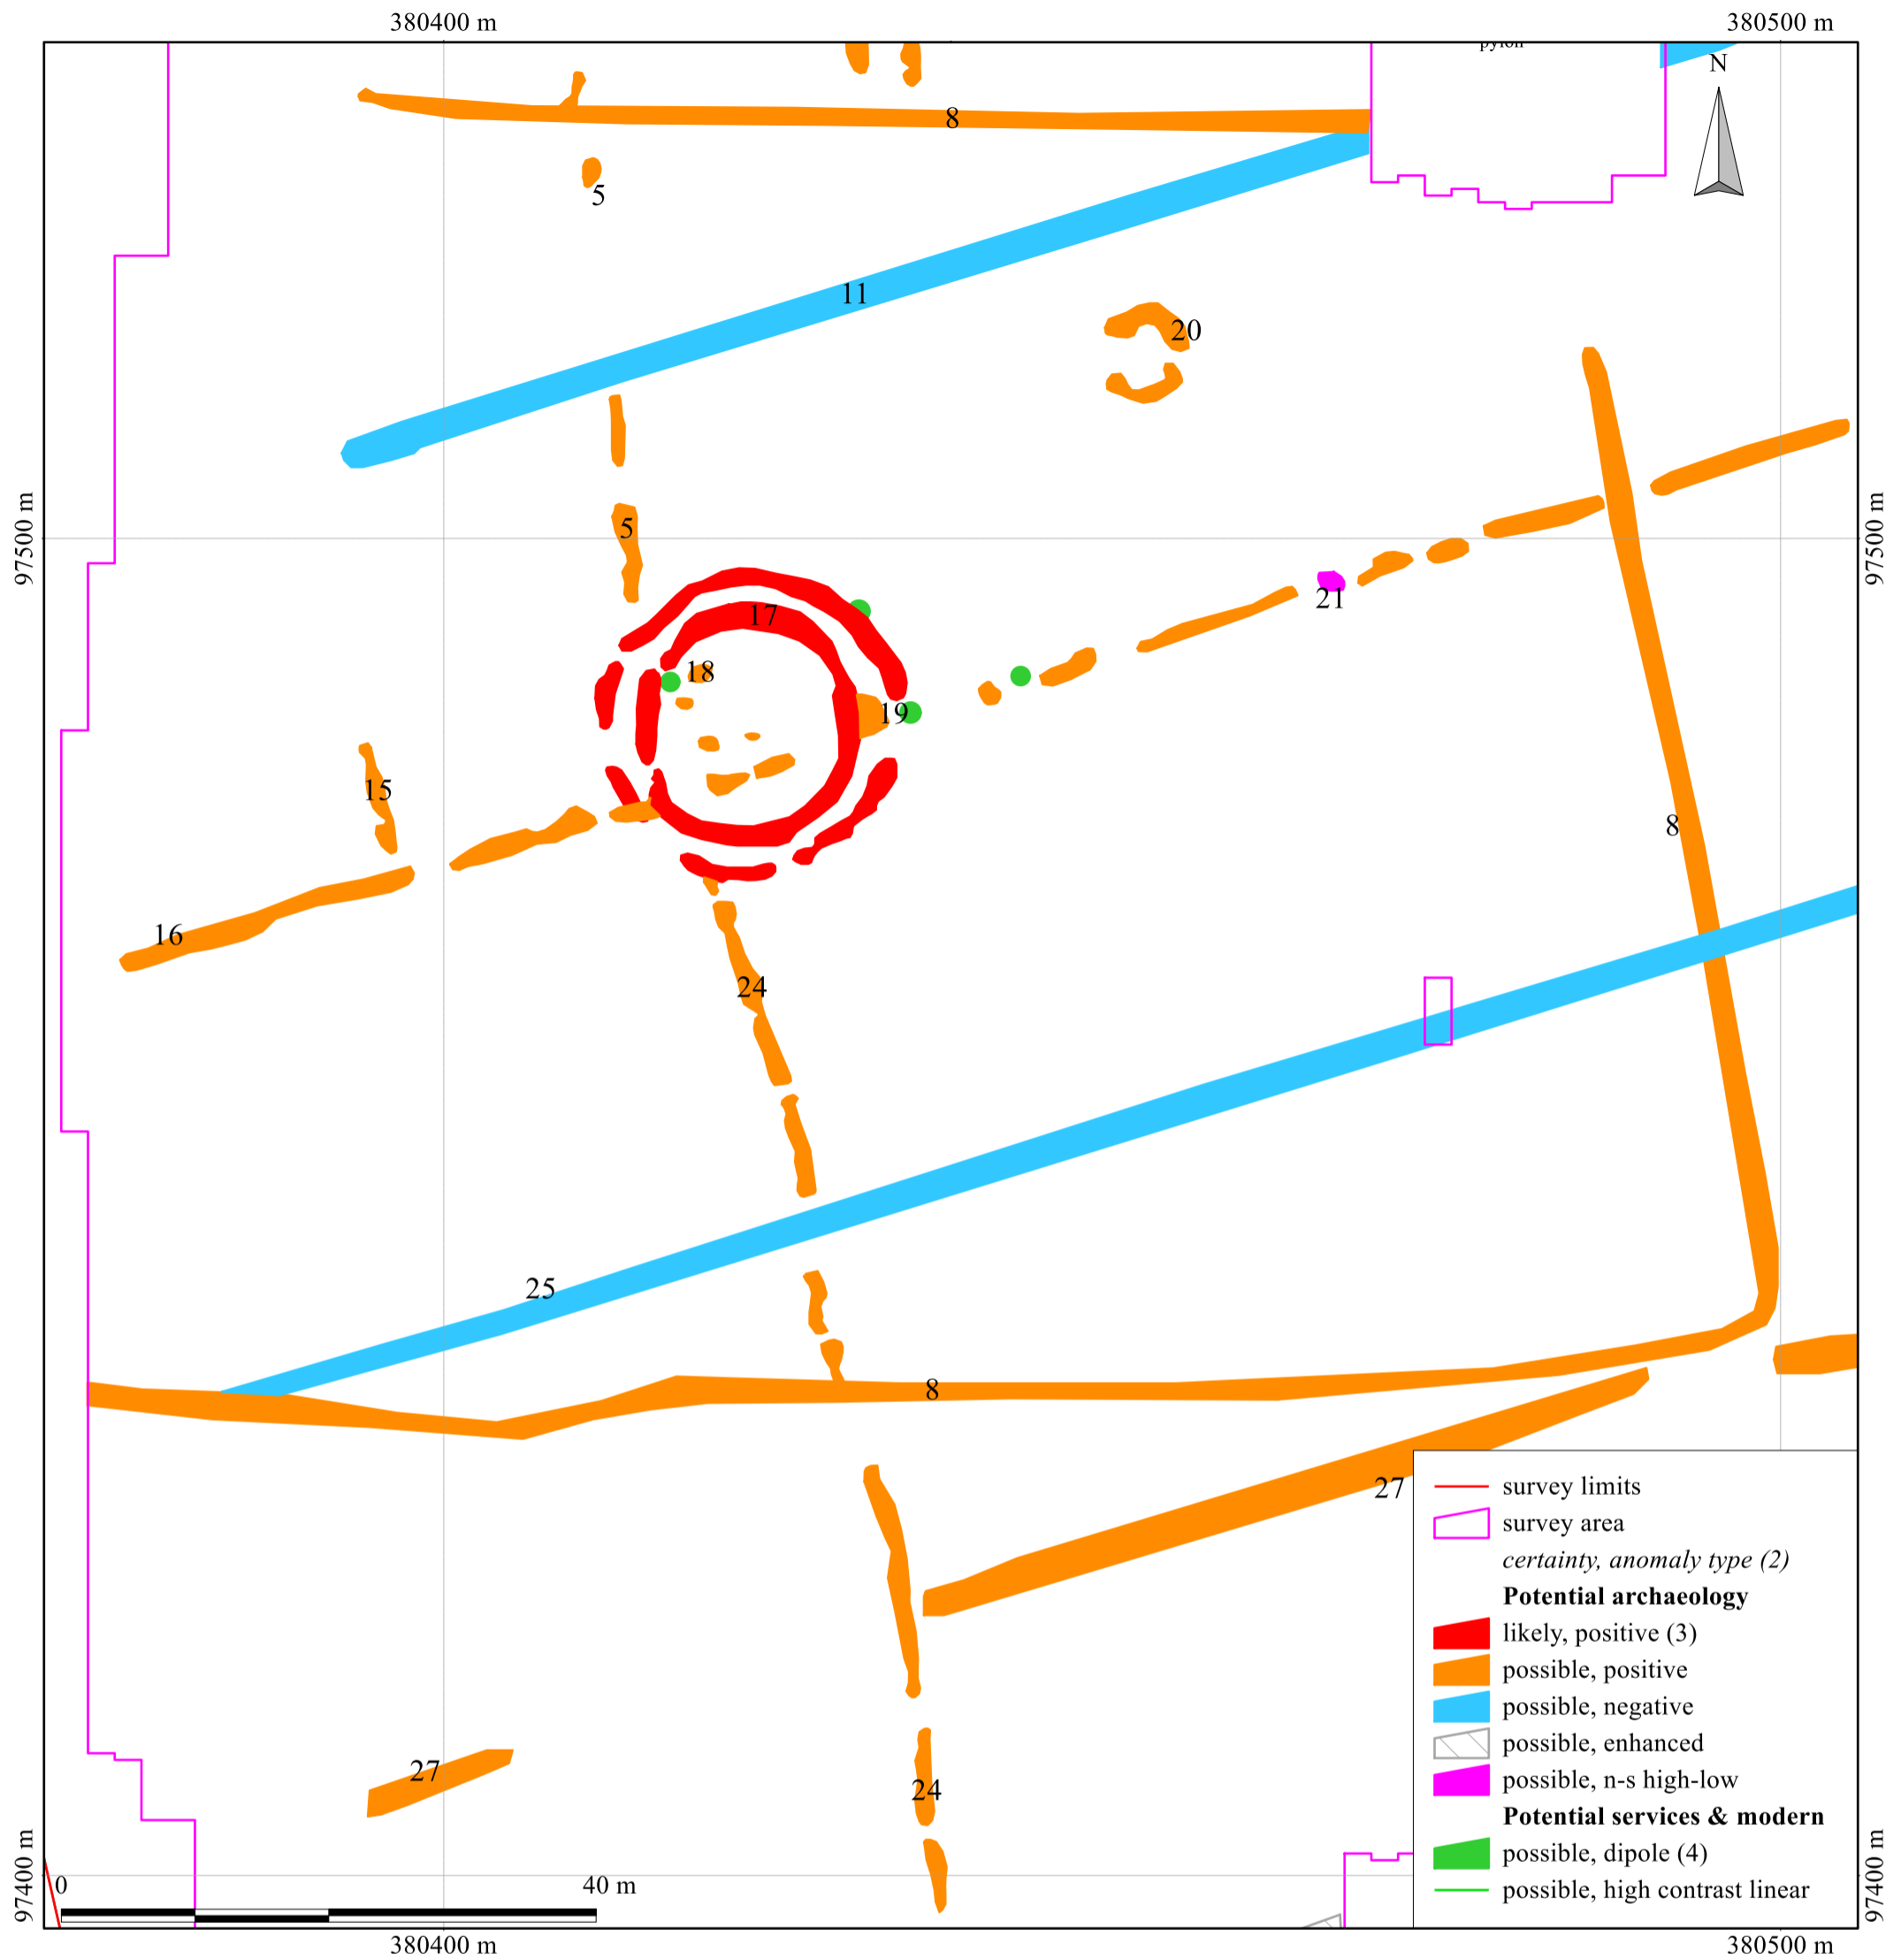 380400 m
380500 m
pylon
N
8
5
11
20
97500 m
97500 m
5
21
17
18
19
15
8
16
24
25
8
27
survey limits
survey area
certainty, anomaly type (2)
Potential archaeology
likely, positive (3)
possible, positive
possible, negative
possible, enhanced
possible, n-s high-low
Potential services & modern
possible, dipole (4)
possible, high contrast linear
27
24
97400 m
97400 m
0
40 m
380400 m
380500 m